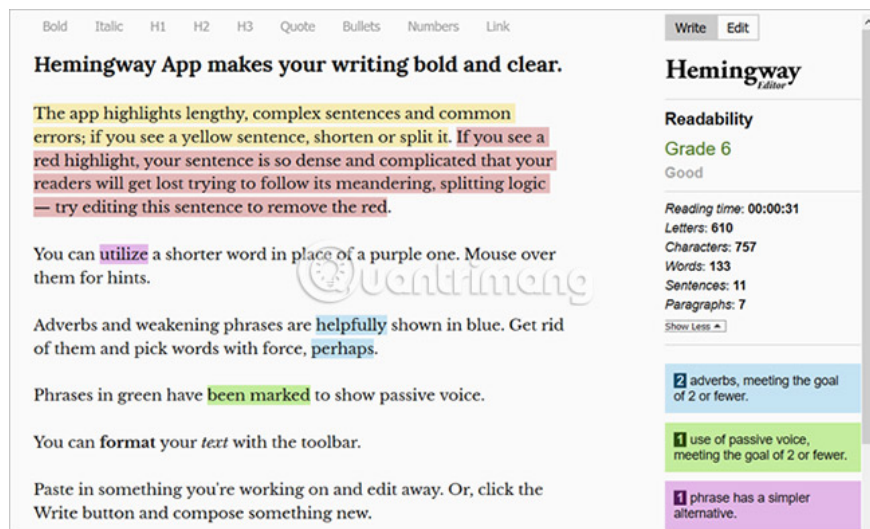 Bold Italic H1 H2 H3 Quote Bullets Numbers Link
Hemingway App makes your writing bold and clear.
The app highlights lengthy, complex sentences and common
errors; if you see a yellow sentence, shorten or split it. If you see a
red highlight, your sentence is so dense and complicated that your
readers will get lost trying to follow its meandering, splitting logic
— try editing this sentence to remove the red.
You can utilize a shorter word in place of a purple one. Mouse over
them for hints.
Adverbs and weakening phrases are helpfully shown in blue. Get rid
of them and pick words with force, perhaps.
Phrases in green have been marked to show passive voice.
You can format your text with the toolbar.
Paste in something you're working on and edit away. Or, click the
Write button and compose something new.
Quantrimang
Write Edit
Hemingway
Editor
Readability
Grade 6
Good
Reading time: 00:00:31
Letters: 610
Characters: 757
Words: 133
Sentences: 11
Paragraphs: 7
Show Less
2 adverbs, meeting the goal
of 2 or fewer.
1 use of passive voice,
meeting the goal of 2 or fewer.
1 phrase has a simpler
alternative.